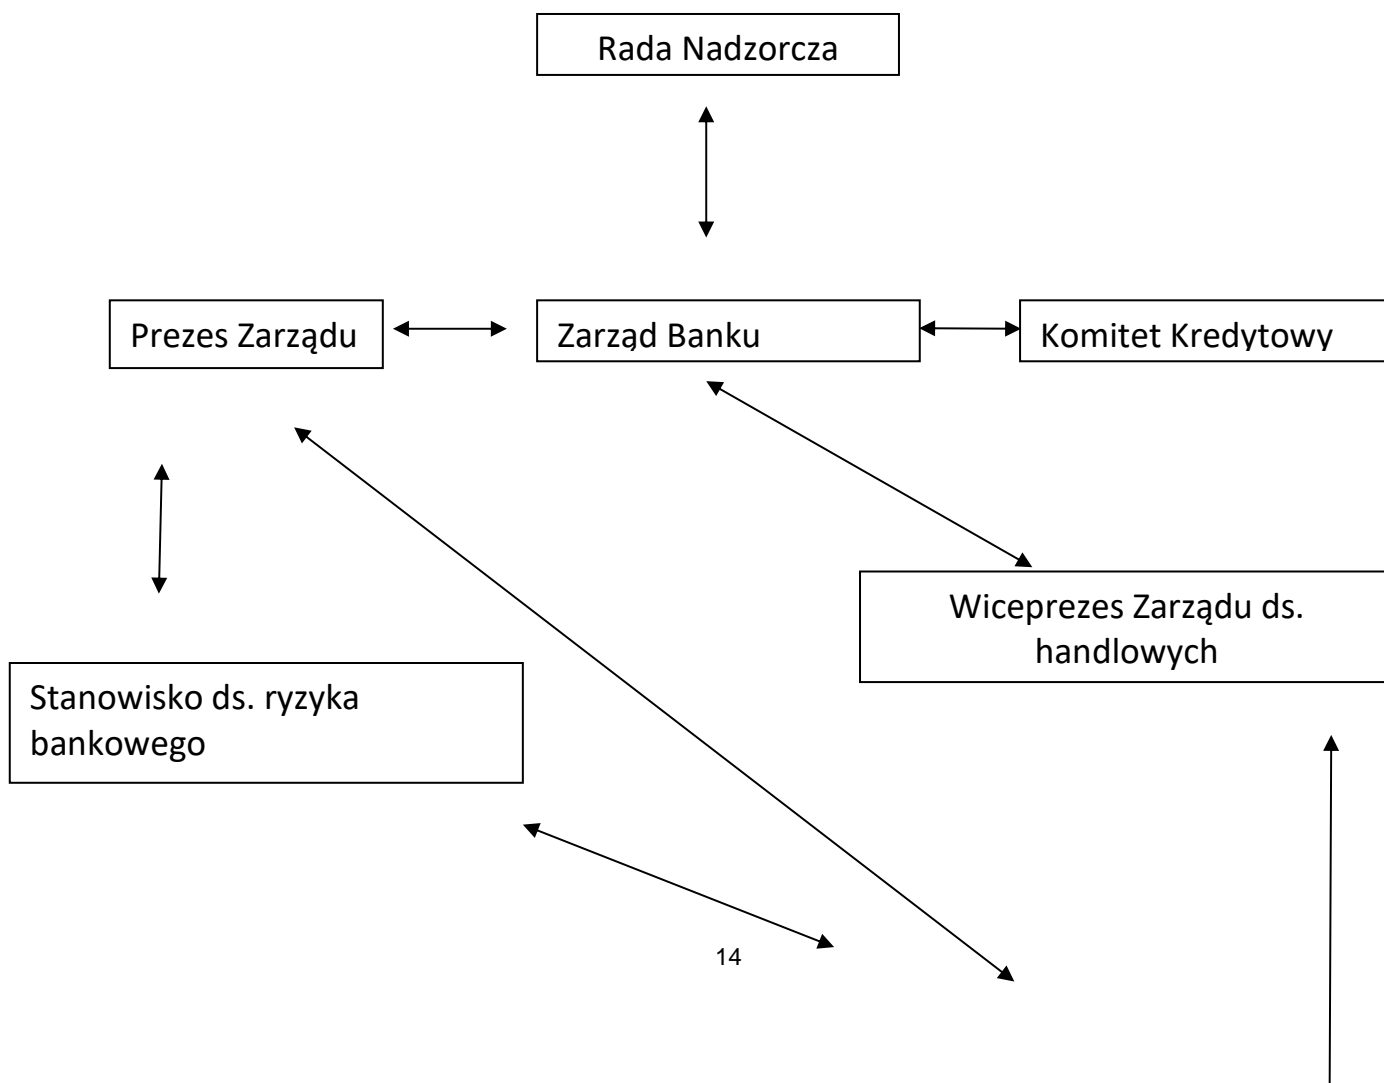 Rada Nadzorcza
Prezes Zarządu
Zarząd Banku
Komitet Kredytowy
Wiceprezes Zarządu ds.
handlowych
Stanowisko ds. ryzyka
bankowego
14